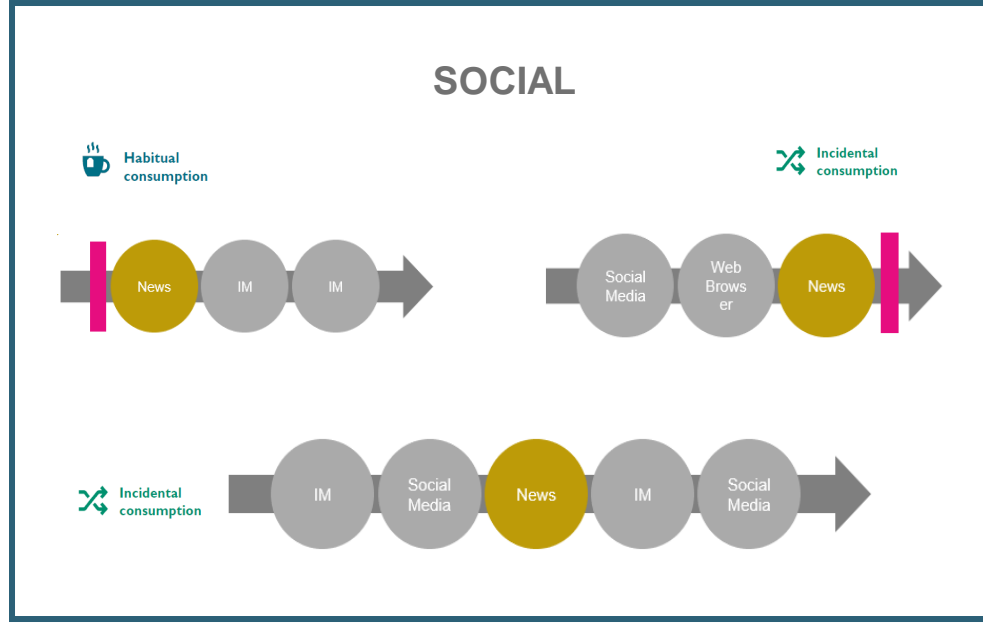 SOCIAL
Habitual
consumption
Incidental
consumption
News
IM
IM
Social
Media
Web
Brows
er
News
Incidental
consumption
IM
Social
Media
News
IM
Social
Media